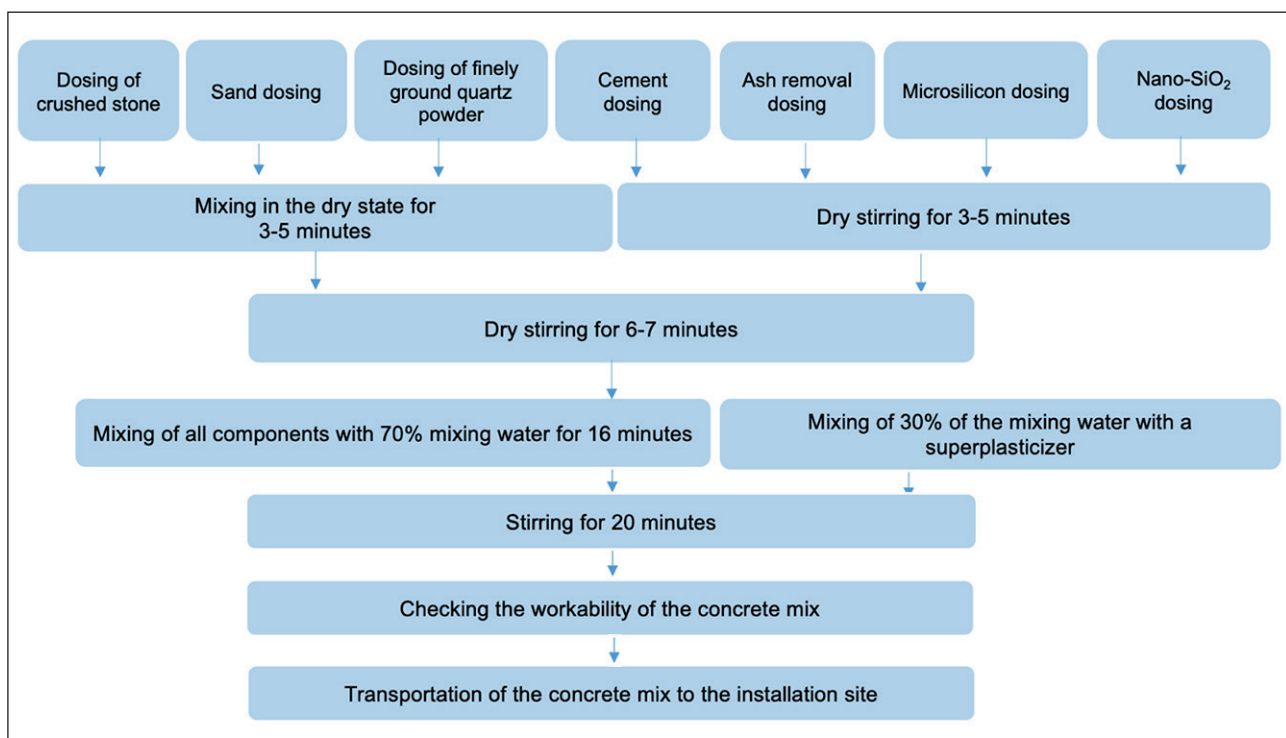 Dosing of
crushed stone
Sand dosing
Dosing of finely
ground quartz
powder
Cement
dosing
Ash removal
dosing
Microsilicon dosing
Nano-SiO₂
dosing
Mixing in the dry state for
3-5 minutes
Dry stirring for 3-5 minutes
Dry stirring for 6-7 minutes
Mixing of all components with 70% mixing water for 16 minutes
Mixing of 30% of the mixing water with a
superplasticizer
Stirring for 20 minutes
Checking the workability of the concrete mix
Transportation of the concrete mix to the installation site